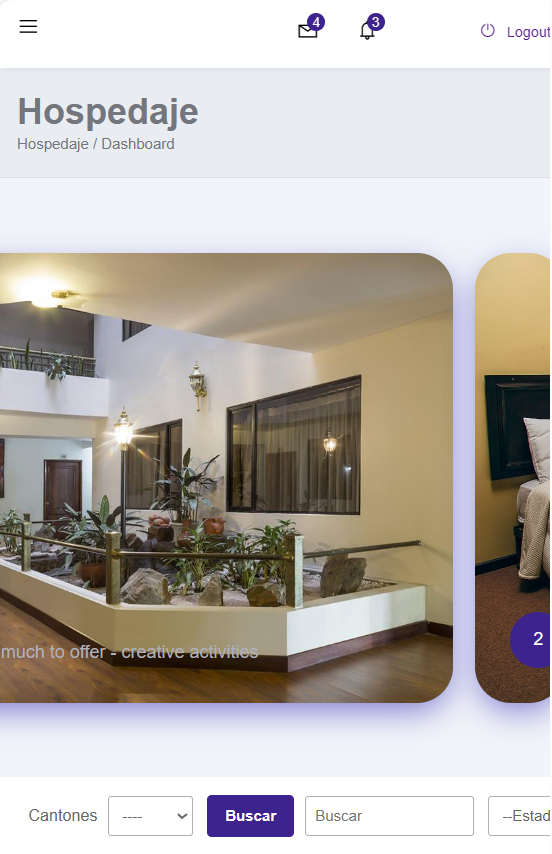 4
3
Logout
Hospedaje
Hospedaje / Dashboard
much to offer - creative activities
2
Cantones
----
Buscar
Buscar
--Estad